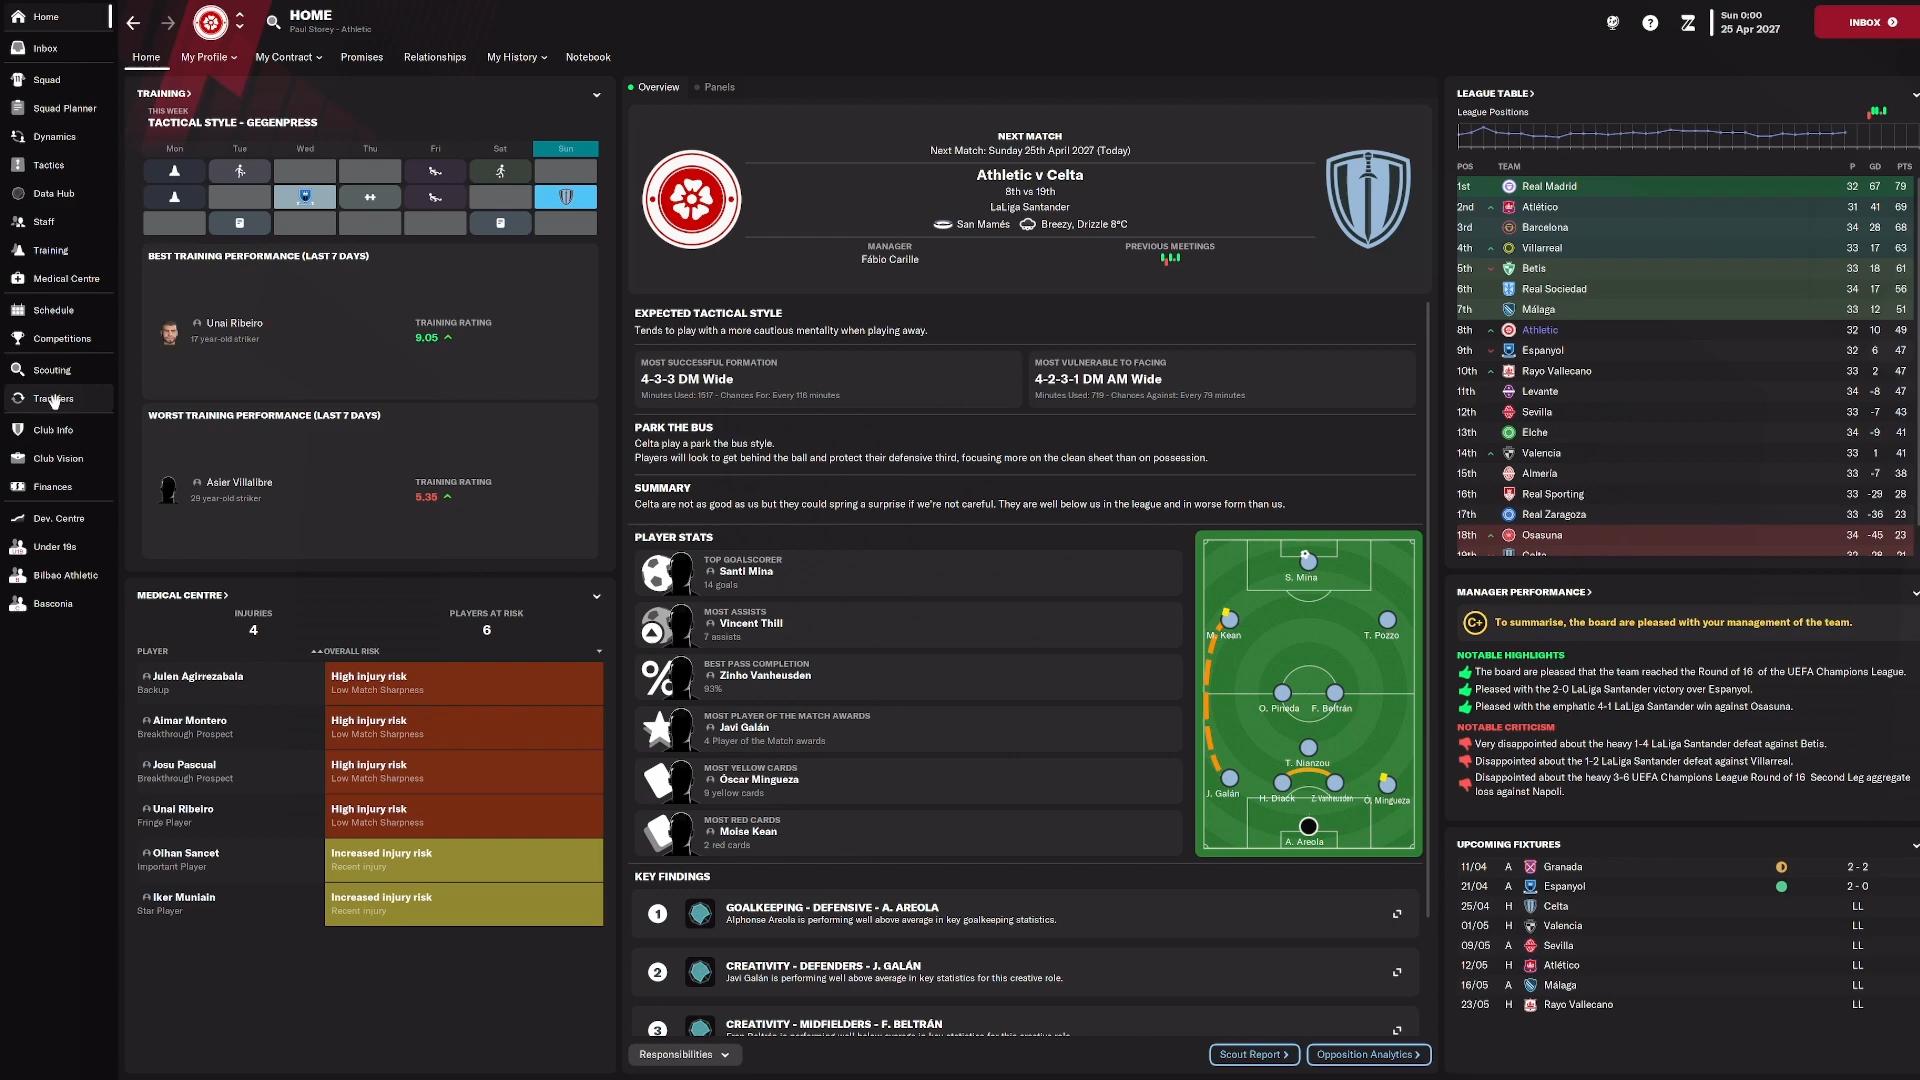 Home
Inbox
Squad
Squad Planner
Dynamics
Tactics
Data Hub
Staff
Training
Medical Centre
Schedule
Competitions
Scouting
Transfers
Club Info
Club Vision
Finances
Dev. Centre
Under 19s
Bilbao Athletic
Basconia
HOME
Paul Storey - Athletic
Sun 0:00
25 Apr 2027
INBOX
Home My Profile My Contract Promises Relationships My History Notebook
TRAINING>
THIS WEEK
TACTICAL STYLE - GEGENPRESS
Mon Tue Wed Thu Fri Sat Sun
BEST TRAINING PERFORMANCE (LAST 7 DAYS)
Unai Ribeiro
17 year-old striker
TRAINING RATING
9.05
WORST TRAINING PERFORMANCE (LAST 7 DAYS)
Asier Villalibre
29 year-old striker
TRAINING RATING
5.35
MEDICAL CENTRE>
INJURIES PLAYERS AT RISK
4 6
PLAYER OVERALL RISK
Julen Agirrezabala High injury risk
Backup Low Match Sharpness
Aimar Montero High injury risk
Breakthrough Prospect Low Match Sharpness
Josu Pascual High injury risk
Breakthrough Prospect Low Match Sharpness
Unai Ribeiro High injury risk
Fringe Player Low Match Sharpness
Oihan Sancet Increased injury risk
Important Player Recent injury
Iker Muniain Increased injury risk
Star Player Recent injury
Overview Panels
NEXT MATCH
Next Match: Sunday 25th April 2027 (Today)
Athletic v Celta
8th vs 19th
LaLiga Santander
San Mamés Breezy, Drizzle 8°C
MANAGER
Fábio Carille
PREVIOUS MEETINGS
EXPECTED TACTICAL STYLE
Tends to play with a more cautious mentality when playing away.
MOST SUCCESSFUL FORMATION
4-3-3 DM Wide
Minutes Used: 1517 - Chances For: Every 116 minutes
MOST VULNERABLE TO FACING
4-2-3-1 DM AM Wide
Minutes Used: 719 - Chances Against: Every 79 minutes
PARK THE BUS
Celta play a park the bus style.
Players will look to get behind the ball and protect their defensive third, focusing more on the clean sheet than on possession.
SUMMARY
Celta are not as good as us but they could spring a surprise if we're not careful. They are well below us in the league and in worse form than us.
PLAYER STATS
TOP GOALSCORER
Santi Mina
14 goals
MOST ASSISTS
Vincent Thill
7 assists
BEST PASS COMPLETION
Zinho Vanheusden
93%
MOST PLAYER OF THE MATCH AWARDS
Javi Galán
4 Player of the Match awards
MOST YELLOW CARDS
Óscar Mingueza
9 yellow cards
MOST RED CARDS
Moise Kean
2 red cards
S. Mina
M. Kean T. Pozzo
O. Pineda F. Beltrán
T. Nianzou
J. Galán H. Diack Z. Vanheusden O. Mingueza
A. Areola
KEY FINDINGS
1 GOALKEEPING - DEFENSIVE - A. AREOLA
Alphonse Areola is performing well above average in key goalkeeping statistics.
2 CREATIVITY - DEFENDERS - J. GALÁN
Javi Galán is performing well above average in key statistics for this creative role.
3 CREATIVITY - MIDFIELDERS - F. BELTRÁN
Responsibilities Scout Report > Opposition Analytics >
LEAGUE TABLE>
League Positions
POS TEAM P GD PTS
1st Real Madrid 32 67 79
2nd Atlético 31 41 69
3rd Barcelona 34 28 68
4th Villarreal 33 17 63
5th Betis 33 18 61
6th Real Sociedad 34 17 56
7th Málaga 33 12 51
8th Athletic 32 10 49
9th Espanyol 32 6 47
10th Rayo Vallecano 33 2 47
11th Levante 34 -8 47
12th Sevilla 33 -7 43
13th Elche 34 -9 41
14th Valencia 33 1 41
15th Almería 33 -7 38
16th Real Sporting 33 -29 28
17th Real Zaragoza 33 -36 23
18th Osasuna 34 -45 23
19th Celta 32 -28 21
MANAGER PERFORMANCE>
C+ To summarise, the board are pleased with your management of the team.
NOTABLE HIGHLIGHTS
The board are pleased that the team reached the Round of 16 of the UEFA Champions League.
Pleased with the 2-0 LaLiga Santander victory over Espanyol.
Pleased with the emphatic 4-1 LaLiga Santander win against Osasuna.
NOTABLE CRITICISM
Very disappointed about the heavy 1-4 LaLiga Santander defeat against Betis.
Disappointed about the 1-2 LaLiga Santander defeat against Villarreal.
Disappointed about the heavy 3-6 UEFA Champions League Round of 16 Second Leg aggregate
loss against Napoli.
UPCOMING FIXTURES
11/04 A Granada 2 - 2
21/04 A Espanyol 2 - 0
25/04 H Celta LL
01/05 H Valencia LL
09/05 A Sevilla LL
12/05 H Atlético LL
16/05 A Málaga LL
23/05 H Rayo Vallecano LL